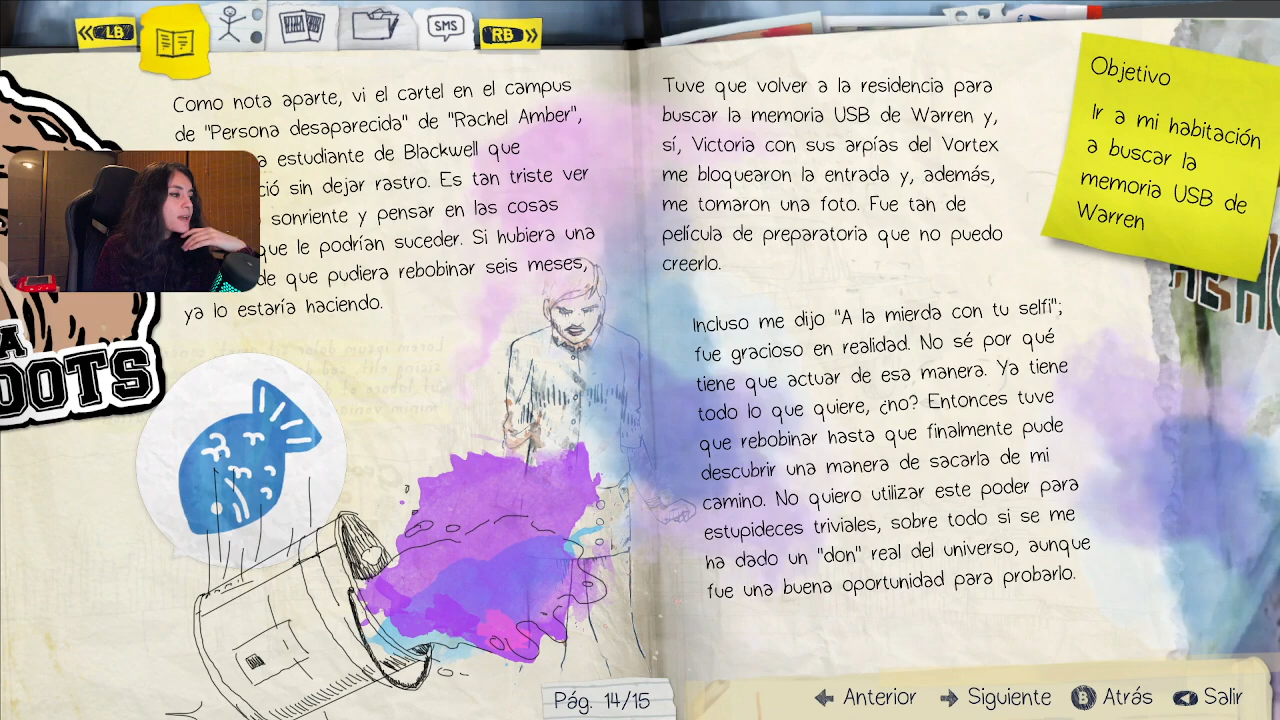 LB
SMS
RB
Como nota aparte, vi el cartel en el campus
de "Persona desaparecida" de "Rachel Amber",
a estudiante de Blackwell que
ció sin dejar rastro. Es tan triste ver
sonriente y pensar en las cosas
que le podrían suceder. Si hubiera una
de que pudiera rebobinar seis meses,
ya lo estaría haciendo.
Tuve que volver a la residencia para
buscar la memoria USB de Warren y,
sí, Victoria con sus arpías del Vortex
me bloquearon la entrada y, además,
me tomaron una foto. Fue tan de
película de preparatoria que no puedo
creerlo.
Incluso me dijo "A la mierda con tu selfi";
fue gracioso en realidad. No sé por qué
tiene que actuar de esa manera. Ya tiene
todo lo que quiere, ¿no? Entonces tuve
que rebobinar hasta que finalmente pude
descubrir una manera de sacarla de mi
camino. No quiero utilizar este poder para
estupideces triviales, sobre todo si se me
ha dado un "don" real del universo, aunque
fue una buena oportunidad para probarlo.
Objetivo
Ir a mi habitación
a buscar la
memoria USB de
Warren
A
OOTS
Pág. 14/15
Anterior
Siguiente
B Atrás
Salir